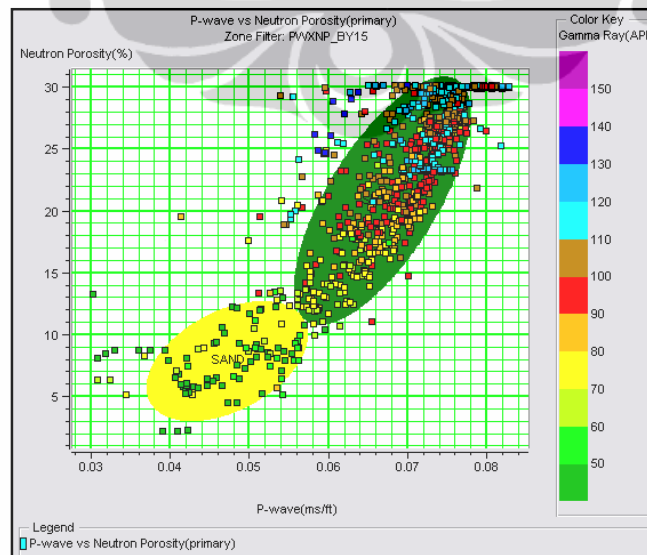 P-wave vs Neutron Porosity(primary)
Zone Filter: PWXNP_BY15
Neutron Porosity(%)
30
25
20
15
10
5
SAND
0.03 0.04 0.05 0.06 0.07 0.08
P-wave(ms/ft)
Color Key
Gamma Ray(API
150
140
130
120
110
100
90
80
70
60
50
Legend
P-wave vs Neutron Porosity(primary)